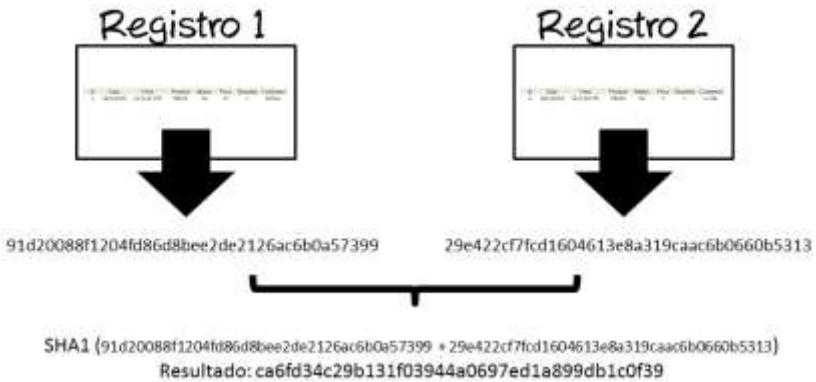 Registro 1
Registro 2
91d20088f1204fd86d8bee2de2126ac6b0a57399
29e422cf7fcd1604613e8a319caac6b0660b5313
SHA1 (91d20088f1204fd86d8bee2de2126ac6b0a57399 +29e422cf7fcd1604613e8a319caac6b0660b5313)
Resultado: ca6fd34c29b131f03944a0697ed1a899db1c0f39